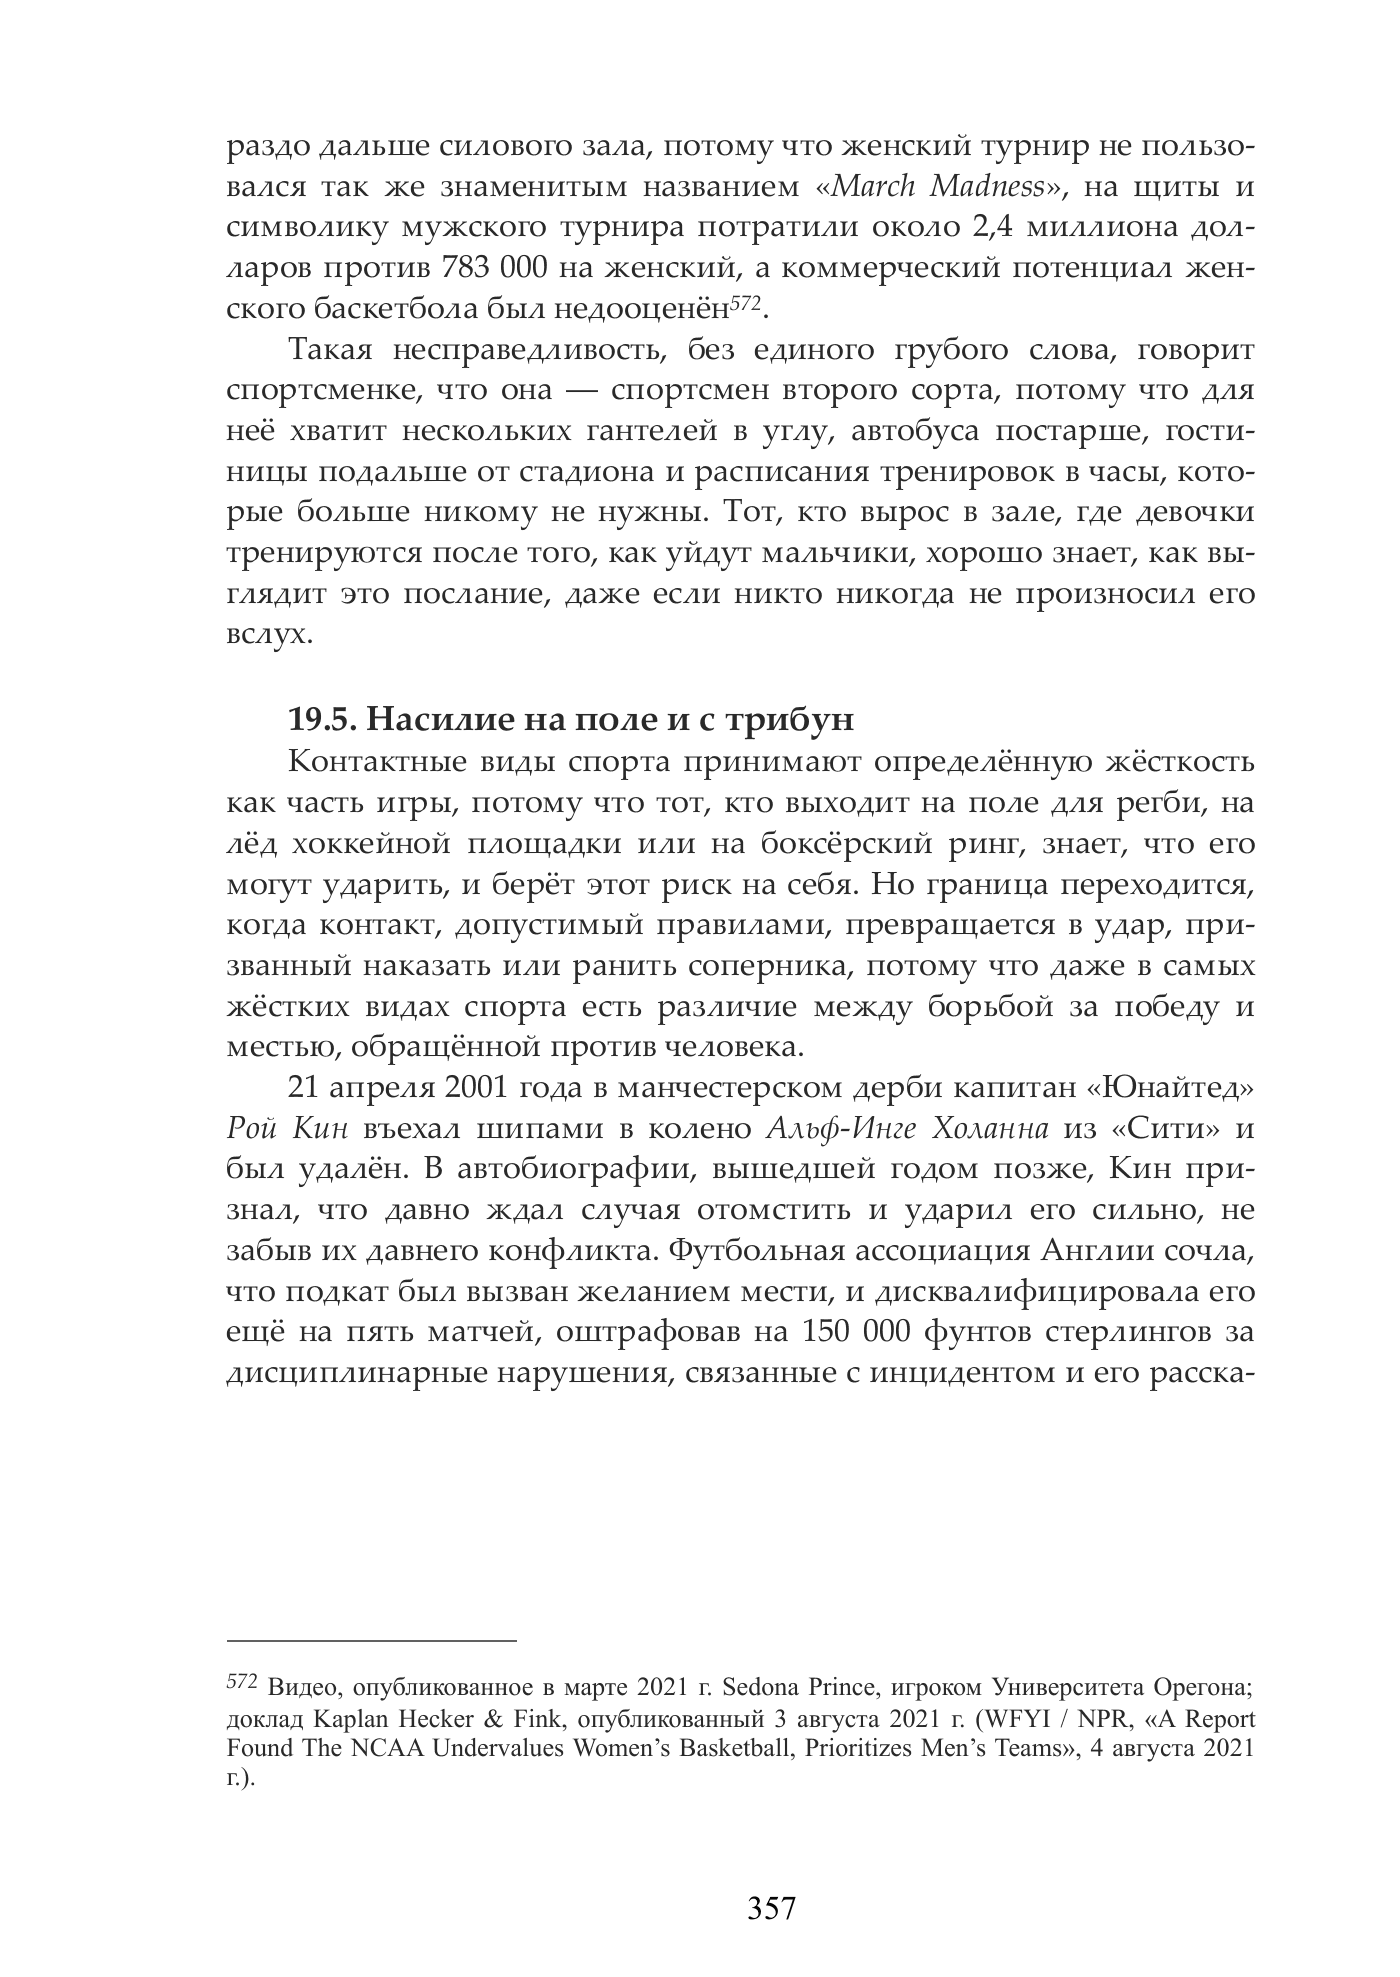 раздо дальше силового зала, потому что женский турнир не пользо-
вался так же знаменитым названием «March Madness», на щиты и
символику мужского турнира потратили около 2,4 миллиона дол-
ларов против 783 000 на женский, а коммерческий потенциал жен-
ского баскетбола был недооценён572.
Такая несправедливость, без единого грубого слова, говорит
спортсменке, что она — спортсмен второго сорта, потому что для
неё хватит нескольких гантелей в углу, автобуса постарше, гости-
ницы подальше от стадиона и расписания тренировок в часы, кото-
рые больше никому не нужны. Тот, кто вырос в зале, где девочки
тренируются после того, как уйдут мальчики, хорошо знает, как вы-
глядит это послание, даже если никто никогда не произносил его
вслух.
19.5. Насилие на поле и с трибун
Контактные виды спорта принимают определённую жёсткость
как часть игры, потому что тот, кто выходит на поле для регби, на
лёд хоккейной площадки или на боксёрский ринг, знает, что его
могут ударить, и берёт этот риск на себя. Но граница переходится,
когда контакт, допустимый правилами, превращается в удар, при-
званный наказать или ранить соперника, потому что даже в самых
жёстких видах спорта есть различие между борьбой за победу и
местью, обращённой против человека.
21 апреля 2001 года в манчестерском дерби капитан «Юнайтед»
Рой Кин въехал шипами в колено Альф-Инге Холанна из «Сити» и
был удалён. В автобиографии, вышедшей годом позже, Кин при-
знал, что давно ждал случая отомстить и ударил его сильно, не
забыв их давнего конфликта. Футбольная ассоциация Англии сочла,
что подкат был вызван желанием мести, и дисквалифицировала его
ещё на пять матчей, оштрафовав на 150 000 фунтов стерлингов за
дисциплинарные нарушения, связанные с инцидентом и его расска-
572 Видео, опубликованное в марте 2021 г. Sedona Prince, игроком Университета Орегона;
доклад Kaplan Hecker & Fink, опубликованный 3 августа 2021 г. (WFYI / NPR, «A Report
Found The NCAA Undervalues Women’s Basketball, Prioritizes Men’s Teams», 4 августа 2021
г.).
357